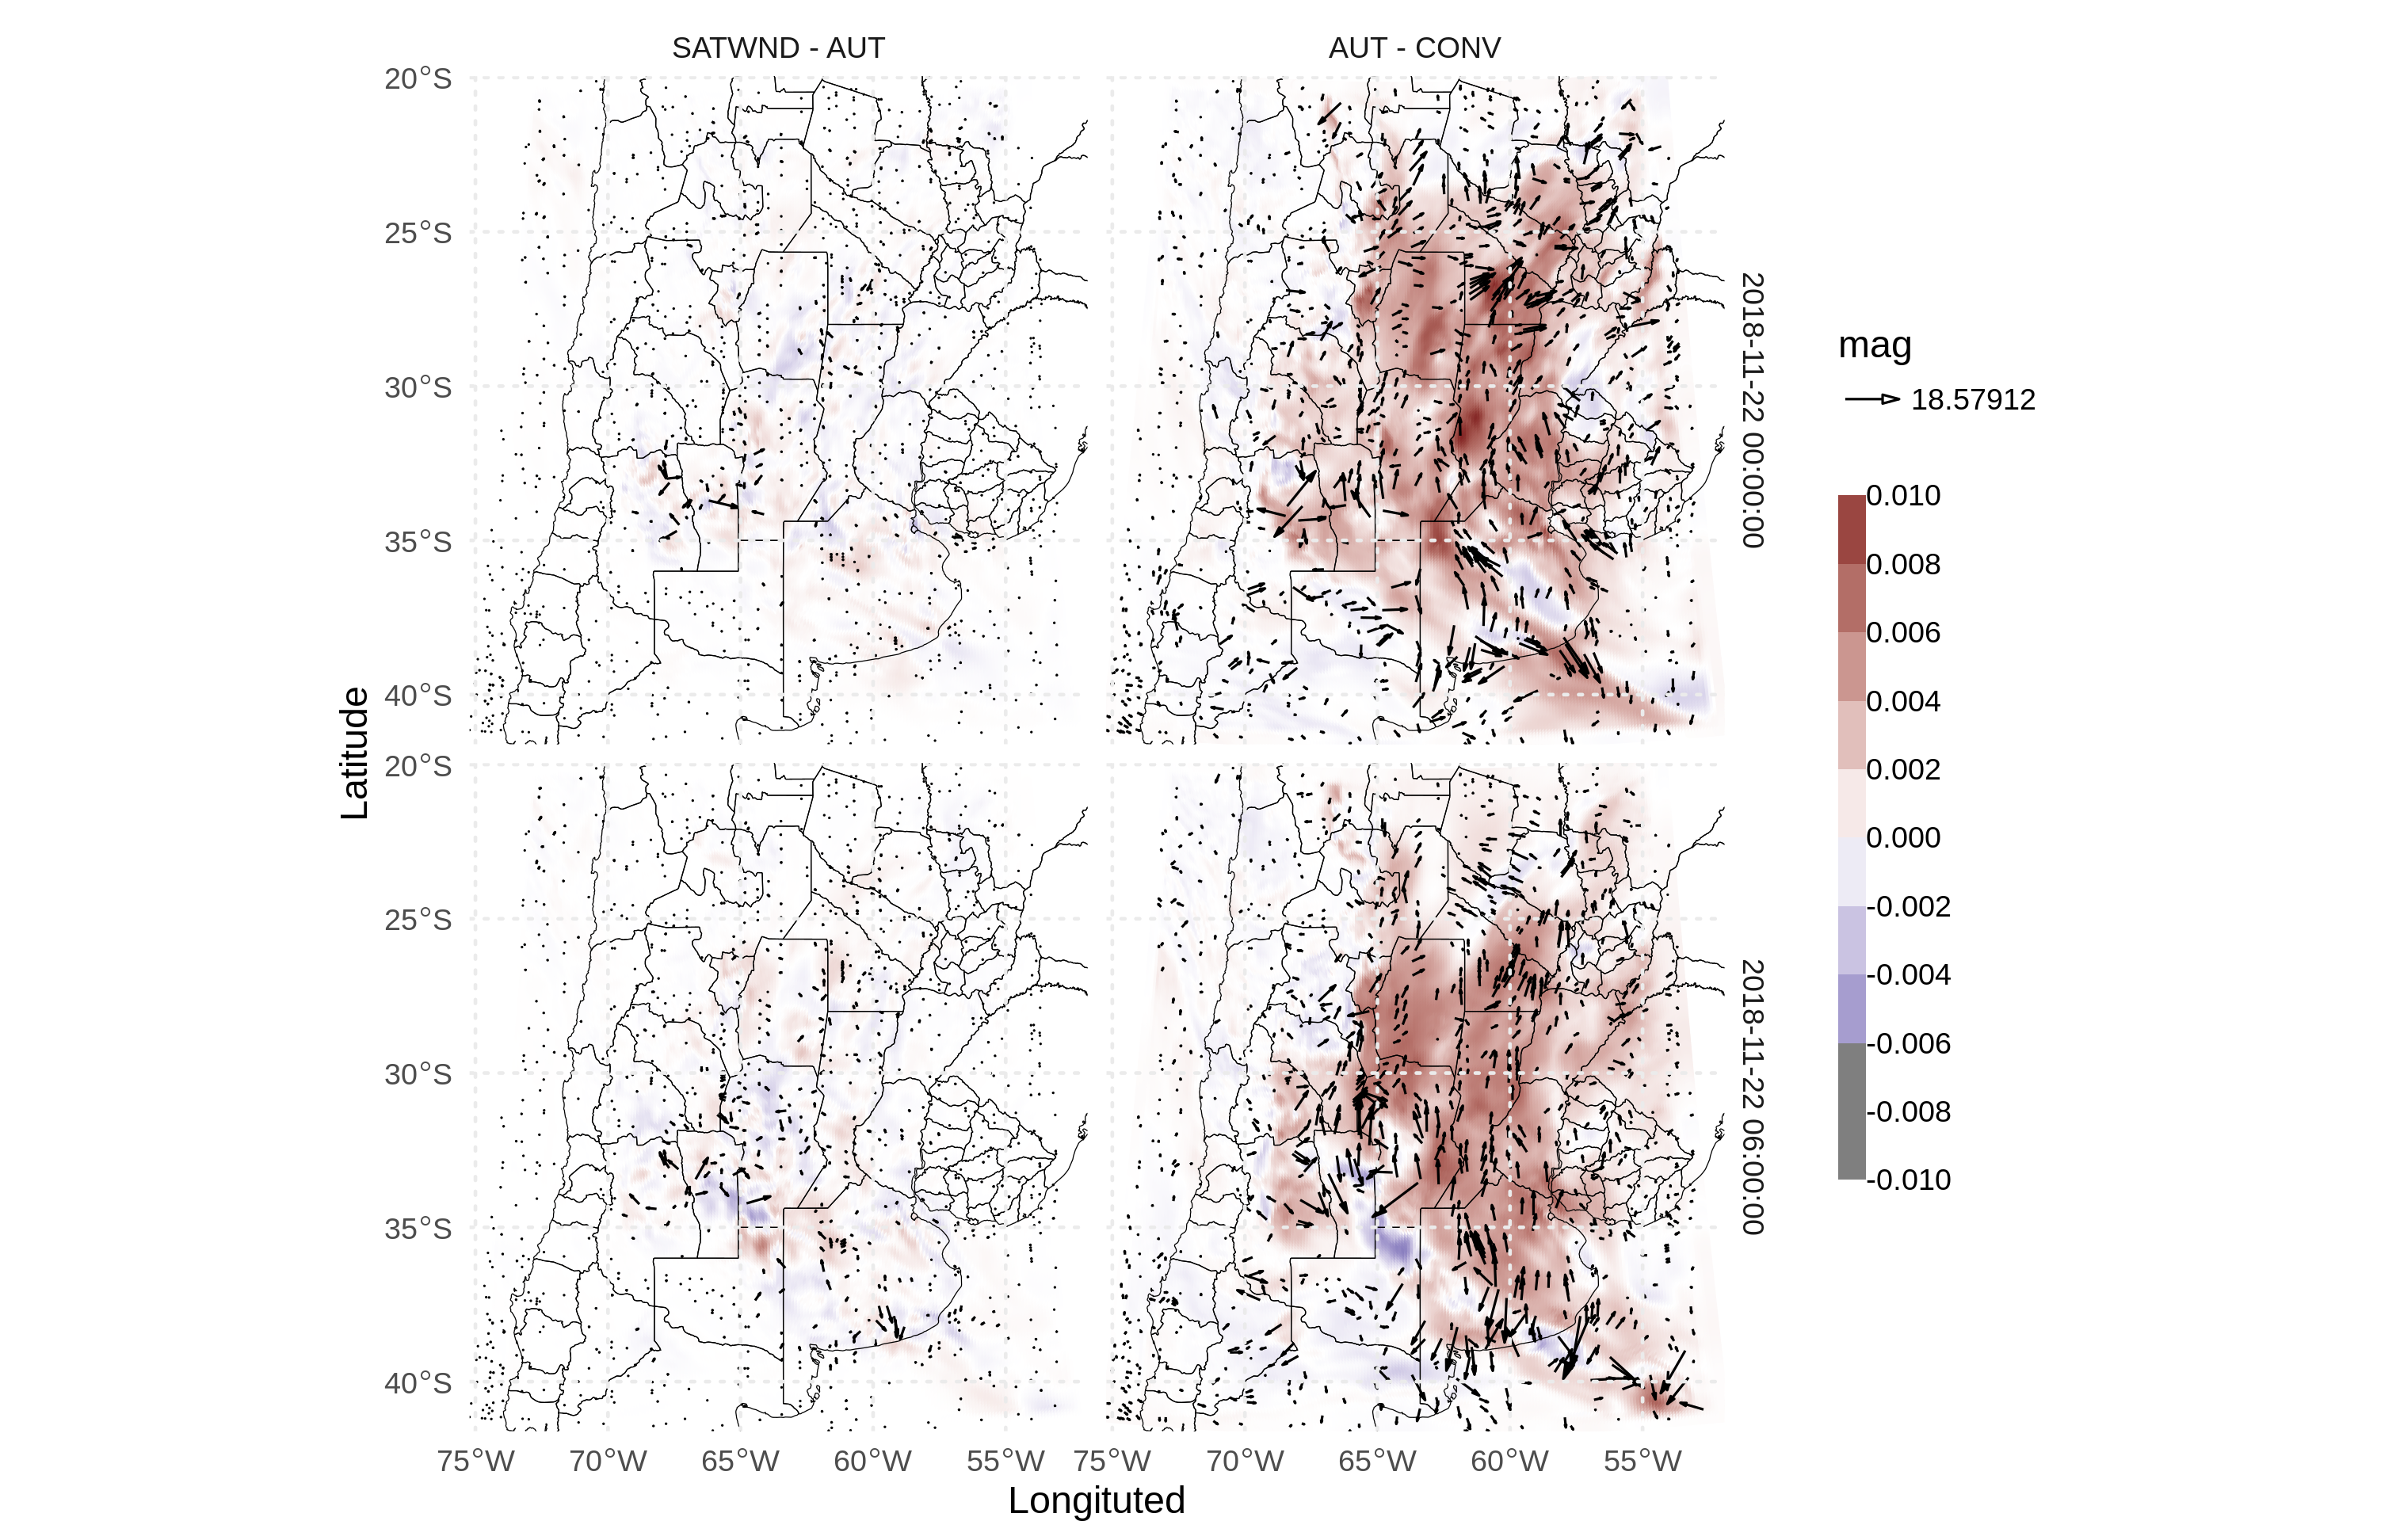 SATWND - AUT
AUT - CONV
20°S
25°S
30°S
35°S
40°S
2018-11-22 00:00:00
20°S
25°S
30°S
35°S
40°S
2018-11-22 06:00:00
75°W
70°W
65°W
60°W
55°W
75°W
70°W
65°W
60°W
55°W
Longituted
Latitude
mag
18.57912
0.010
0.008
0.006
0.004
0.002
0.000
-0.002
-0.004
-0.006
-0.008
-0.010